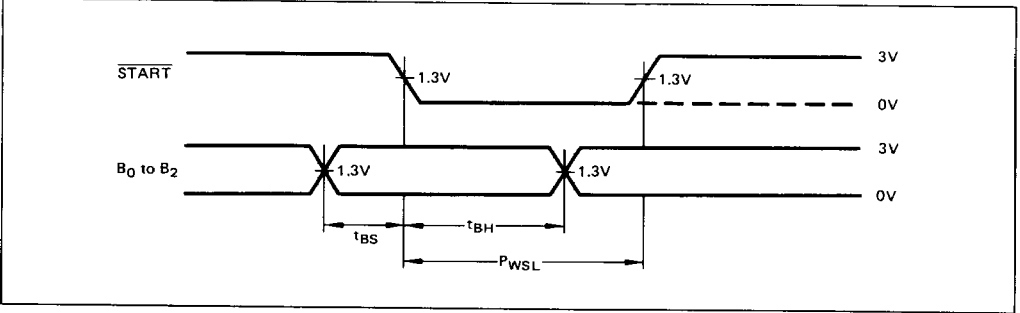 START
1.3V
1.3V
3V
0V
B0 to B2
1.3V
1.3V
3V
0V
tBS
tBH
PWSL